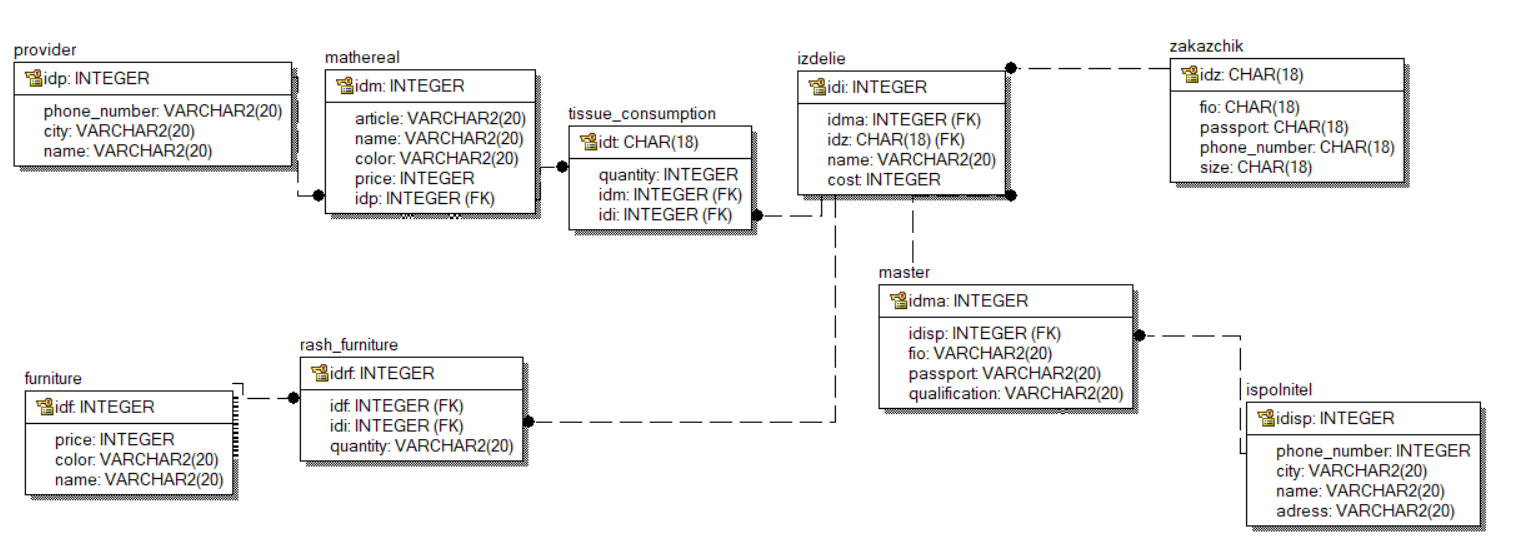 provider
idp: INTEGER
phone_number: VARCHAR2(20)
city: VARCHAR2(20)
name: VARCHAR2(20)
mathereal
idm: INTEGER
article: VARCHAR2(20)
name: VARCHAR2(20)
color: VARCHAR2(20)
price: INTEGER
idp: INTEGER (FK)
tissue_consumption
idt: CHAR(18)
quantity: INTEGER
idm: INTEGER (FK)
idi: INTEGER (FK)
izdelie
idi: INTEGER
idma: INTEGER (FK)
idz: CHAR(18) (FK)
name: VARCHAR2(20)
cost: INTEGER
zakazchik
idz: CHAR(18)
fio: CHAR(18)
passport: CHAR(18)
phone_number: CHAR(18)
size: CHAR(18)
master
idma: INTEGER
idisp: INTEGER (FK)
fio: VARCHAR2(20)
passport: VARCHAR2(20)
qualification: VARCHAR2(20)
furniture
idf: INTEGER
price: INTEGER
color: VARCHAR2(20)
name: VARCHAR2(20)
rash_furniture
idrf: INTEGER
idf: INTEGER (FK)
idi: INTEGER (FK)
quantity: VARCHAR2(20)
ispolnitel
idisp: INTEGER
phone_number: INTEGER
city: VARCHAR2(20)
name: VARCHAR2(20)
adress: VARCHAR2(20)